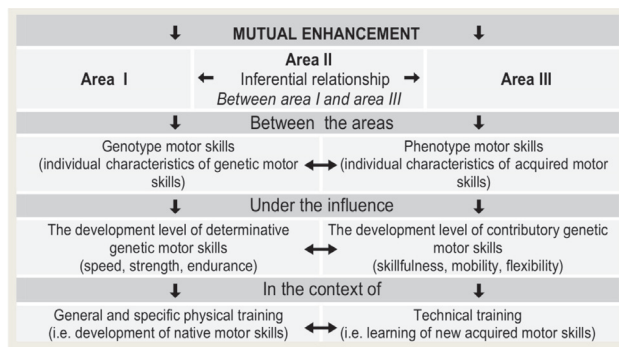 MUTUAL ENHANCEMENT
Area I
Area II
Inferential relationship
Between area I and area III
Area III
Between the areas
Genotype motor skills
(individual characteristics of genetic motor
skills)
Phenotype motor skills
(individual characteristics of acquired motor
skills)
Under the influence
The development level of determinative
genetic motor skills
(speed, strength, endurance)
The development level of contributory genetic
motor skills
(skillfulness, mobility, flexibility)
In the context of
General and specific physical training
(i.e. development of native motor skills)
Technical training
(i.e. learning of new acquired motor skills)